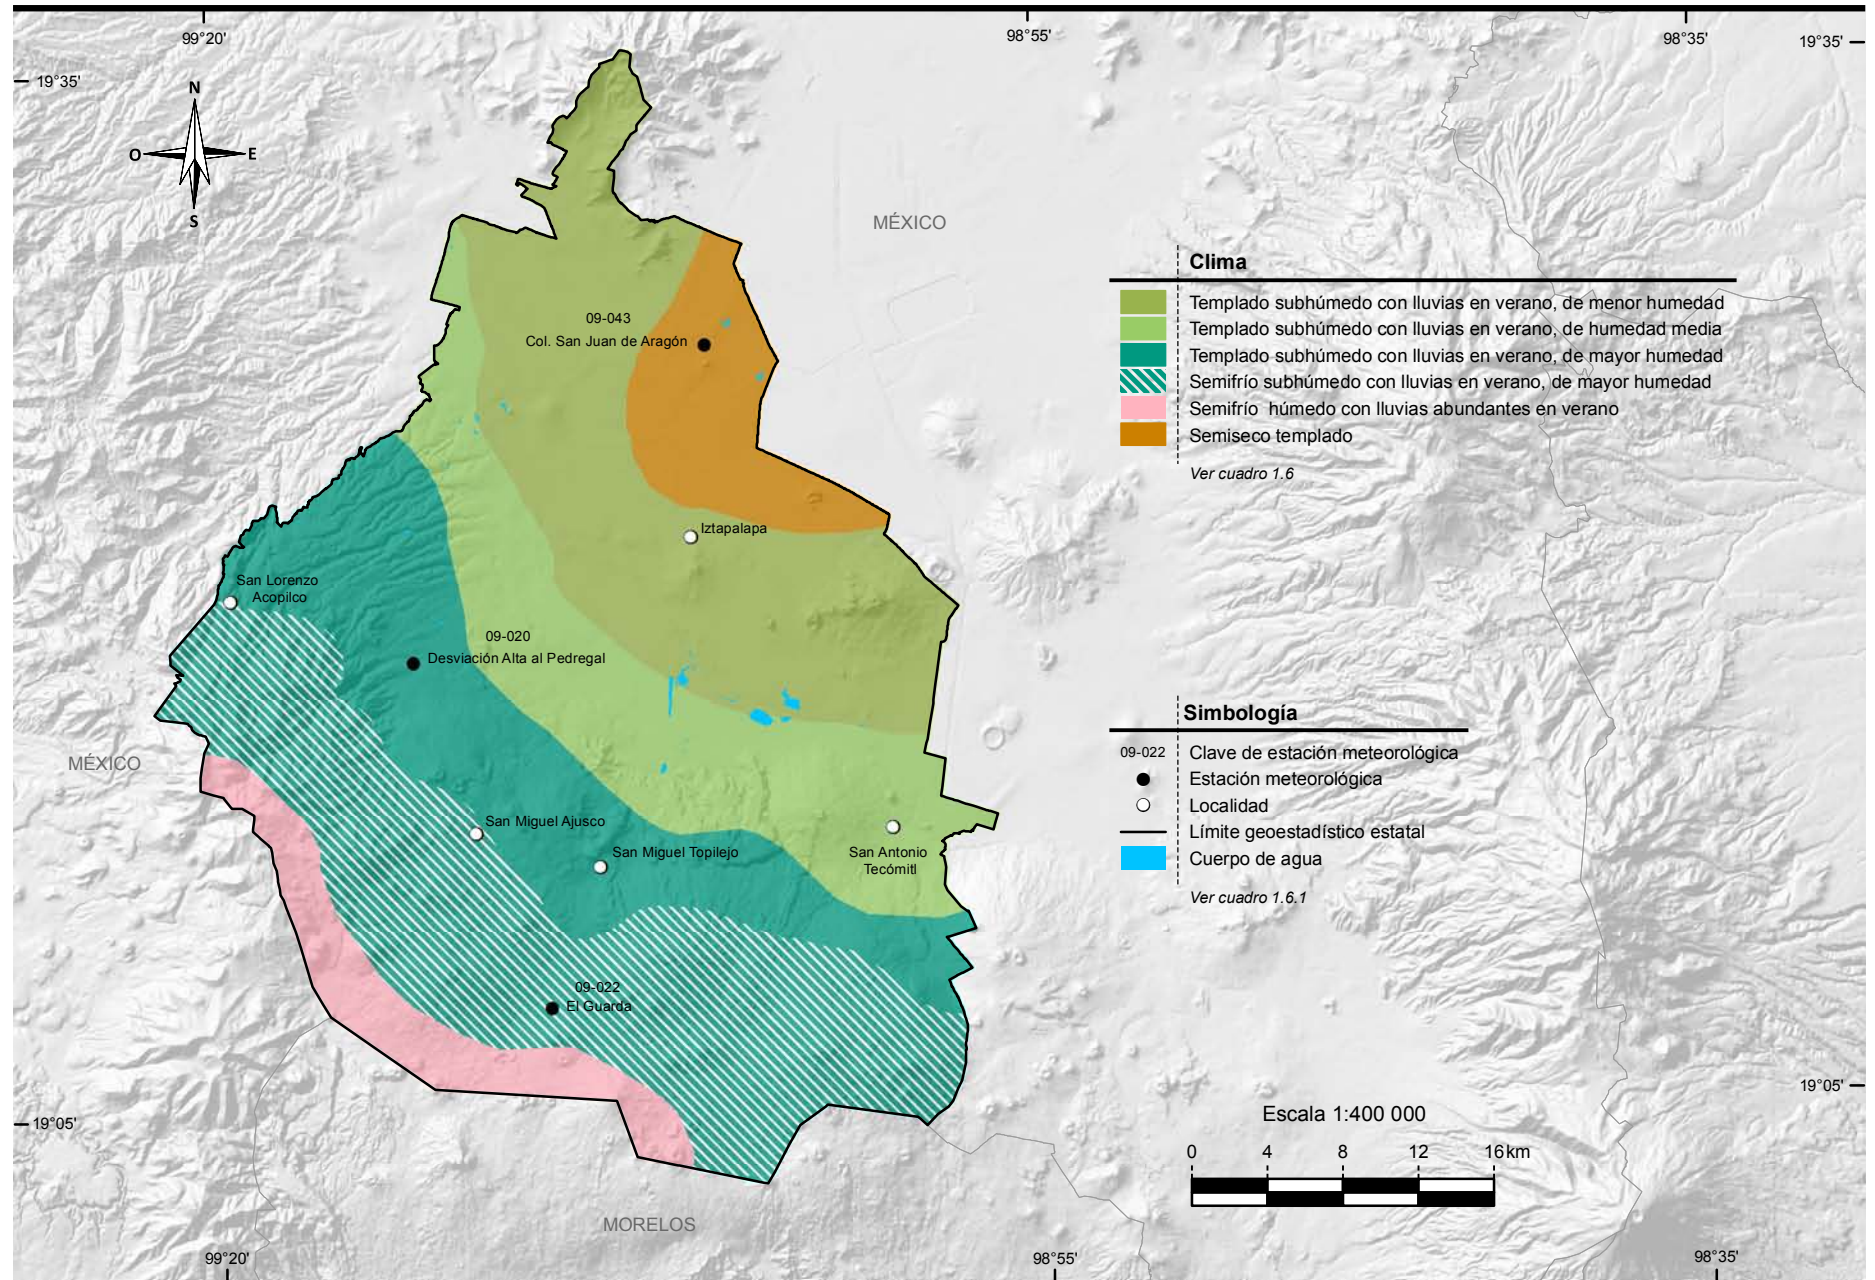 99°20'
98°55'
98°35'
19°35'
19°35'
N
O
E
S
MÉXICO
Clima
Templado subhúmedo con lluvias en verano, de menor humedad
Templado subhúmedo con lluvias en verano, de humedad media
Templado subhúmedo con lluvias en verano, de mayor humedad
Semifrío subhúmedo con lluvias en verano, de mayor humedad
Semifrío  húmedo con lluvias abundantes en verano
Semiseco templado
Ver cuadro 1.6
09-043
Col. San Juan de Aragón
Iztapalapa
San Lorenzo
Acopilco
09-020
Desviación Alta al Pedregal
MÉXICO
San Miguel Ajusco
San Miguel Topilejo
San Antonio
Tecómitl
09-022
El Guarda
Simbología
09-022 Clave de estación meteorológica
Estación meteorológica
Localidad
Límite geoestadístico estatal
Cuerpo de agua
Ver cuadro 1.6.1
19°05'
19°05'
Escala 1:400 000
0 4 8 12 16 km
MORELOS
99°20'
98°55'
98°35'